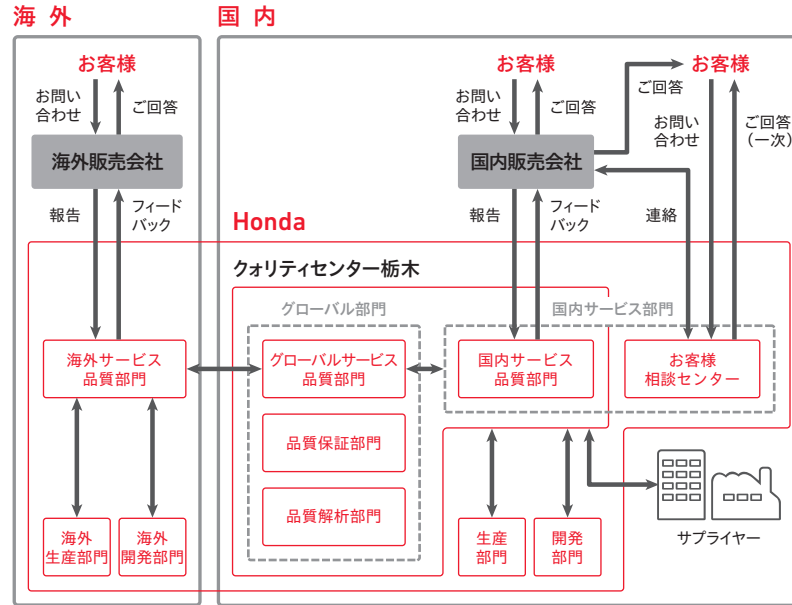 海外
国内
お客様
お客様
お客様
お問い
合わせ
ご回答
お問い
合わせ
ご回答
ご回答
お問い
合わせ
ご回答
（一次）
海外販売会社
国内販売会社
報告
フィード
バック
報告
フィード
バック
連絡
Honda
クォリティセンター栃木
グローバル部門
国内サービス部門
海外サービス
品質部門
グローバルサービス
品質部門
国内サービス
品質部門
お客様
相談センター
品質保証部門
品質解析部門
海外
生産部門
海外
開発部門
生産
部門
開発
部門
サプライヤー